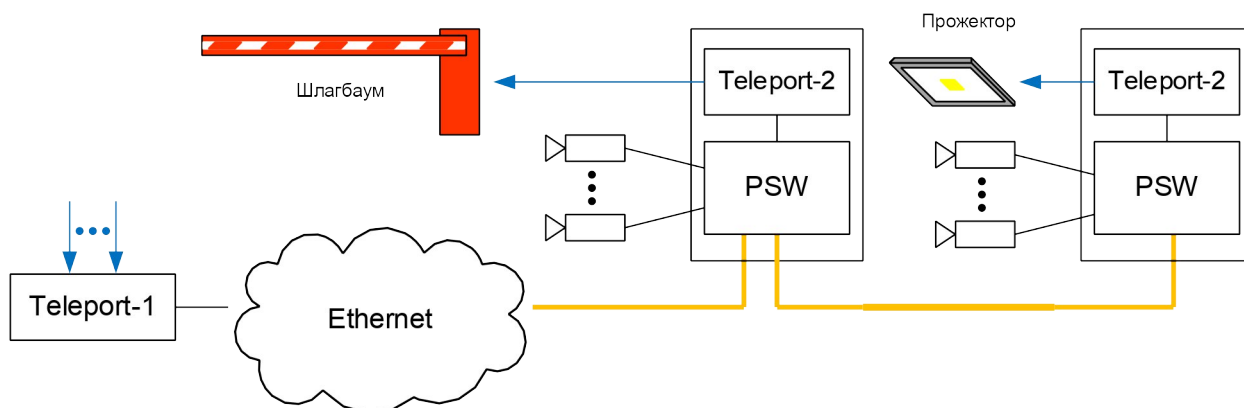 Прожектор
Teleport-2
Teleport-2
Шлагбаум
PSW
PSW
Teleport-1
Ethernet